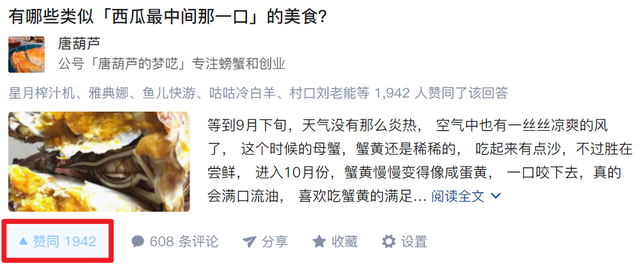 有哪些类似「西瓜最中间那一口」的美食?
唐葫芦
公号「唐葫芦的梦呓」专注螃蟹和创业
星月榨汁机、雅典娜、鱼儿快游、咕咕冷白羊、村口刘老能等 1,942 人赞同了该回答
等到9月下旬，天气没有那么炎热， 空气中也有一丝丝凉爽的风
了， 这个时候的母蟹，蟹黄还是稀稀的， 吃起来有点沙，不过胜在
尝鲜， 进入10月份，蟹黄慢慢变得像咸蛋黄， 一口咬下去，真的
会满口流油， 喜欢吃蟹黄的满足... 阅读全文
赞同 1942 608 条评论 分享 收藏 设置